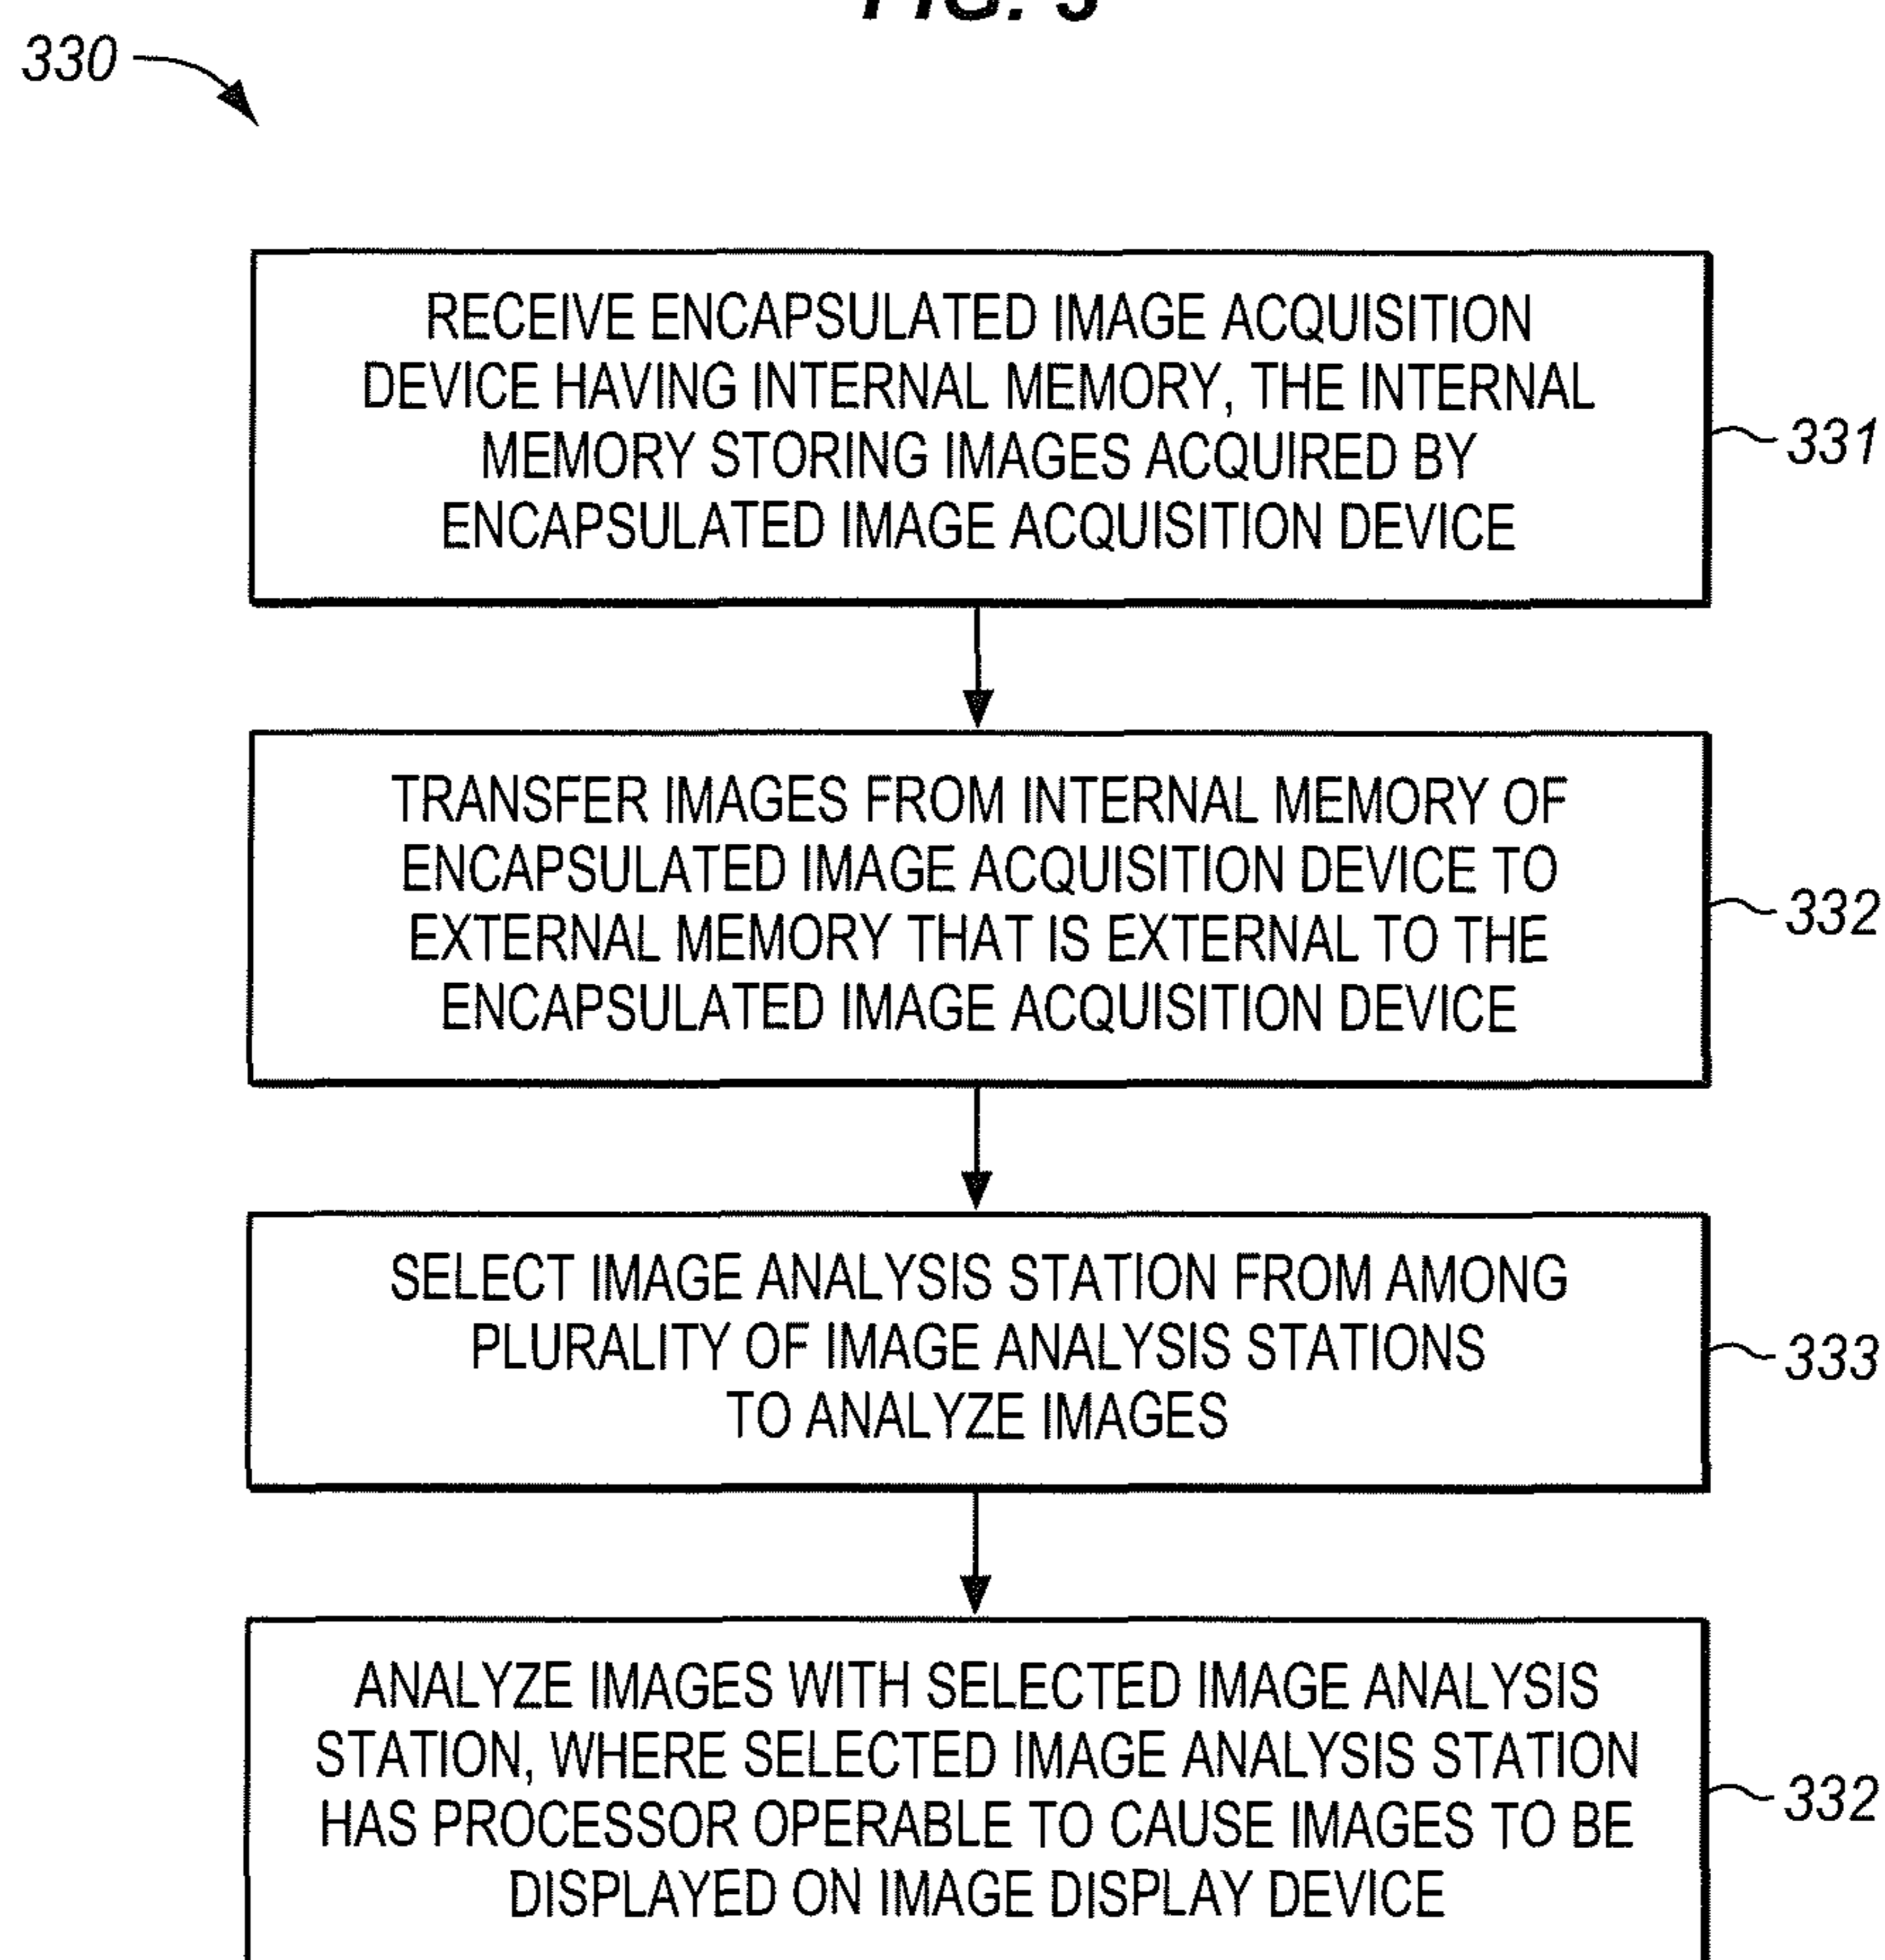 330
RECEIVE ENCAPSULATED IMAGE ACQUISITION
DEVICE HAVING INTERNAL MEMORY, THE INTERNAL
MEMORY STORING IMAGES ACQUIRED BY
ENCAPSULATED IMAGE ACQUISITION DEVICE
331
TRANSFER IMAGES FROM INTERNAL MEMORY OF
ENCAPSULATED IMAGE ACQUISITION DEVICE TO
EXTERNAL MEMORY THAT IS EXTERNAL TO THE
ENCAPSULATED IMAGE ACQUISITION DEVICE
332
SELECT IMAGE ANALYSIS STATION FROM AMONG
PLURALITY OF IMAGE ANALYSIS STATIONS
TO ANALYZE IMAGES
333
ANALYZE IMAGES WITH SELECTED IMAGE ANALYSIS
STATION, WHERE SELECTED IMAGE ANALYSIS STATION
HAS PROCESSOR OPERABLE TO CAUSE IMAGES TO BE
DISPLAYED ON IMAGE DISPLAY DEVICE
332